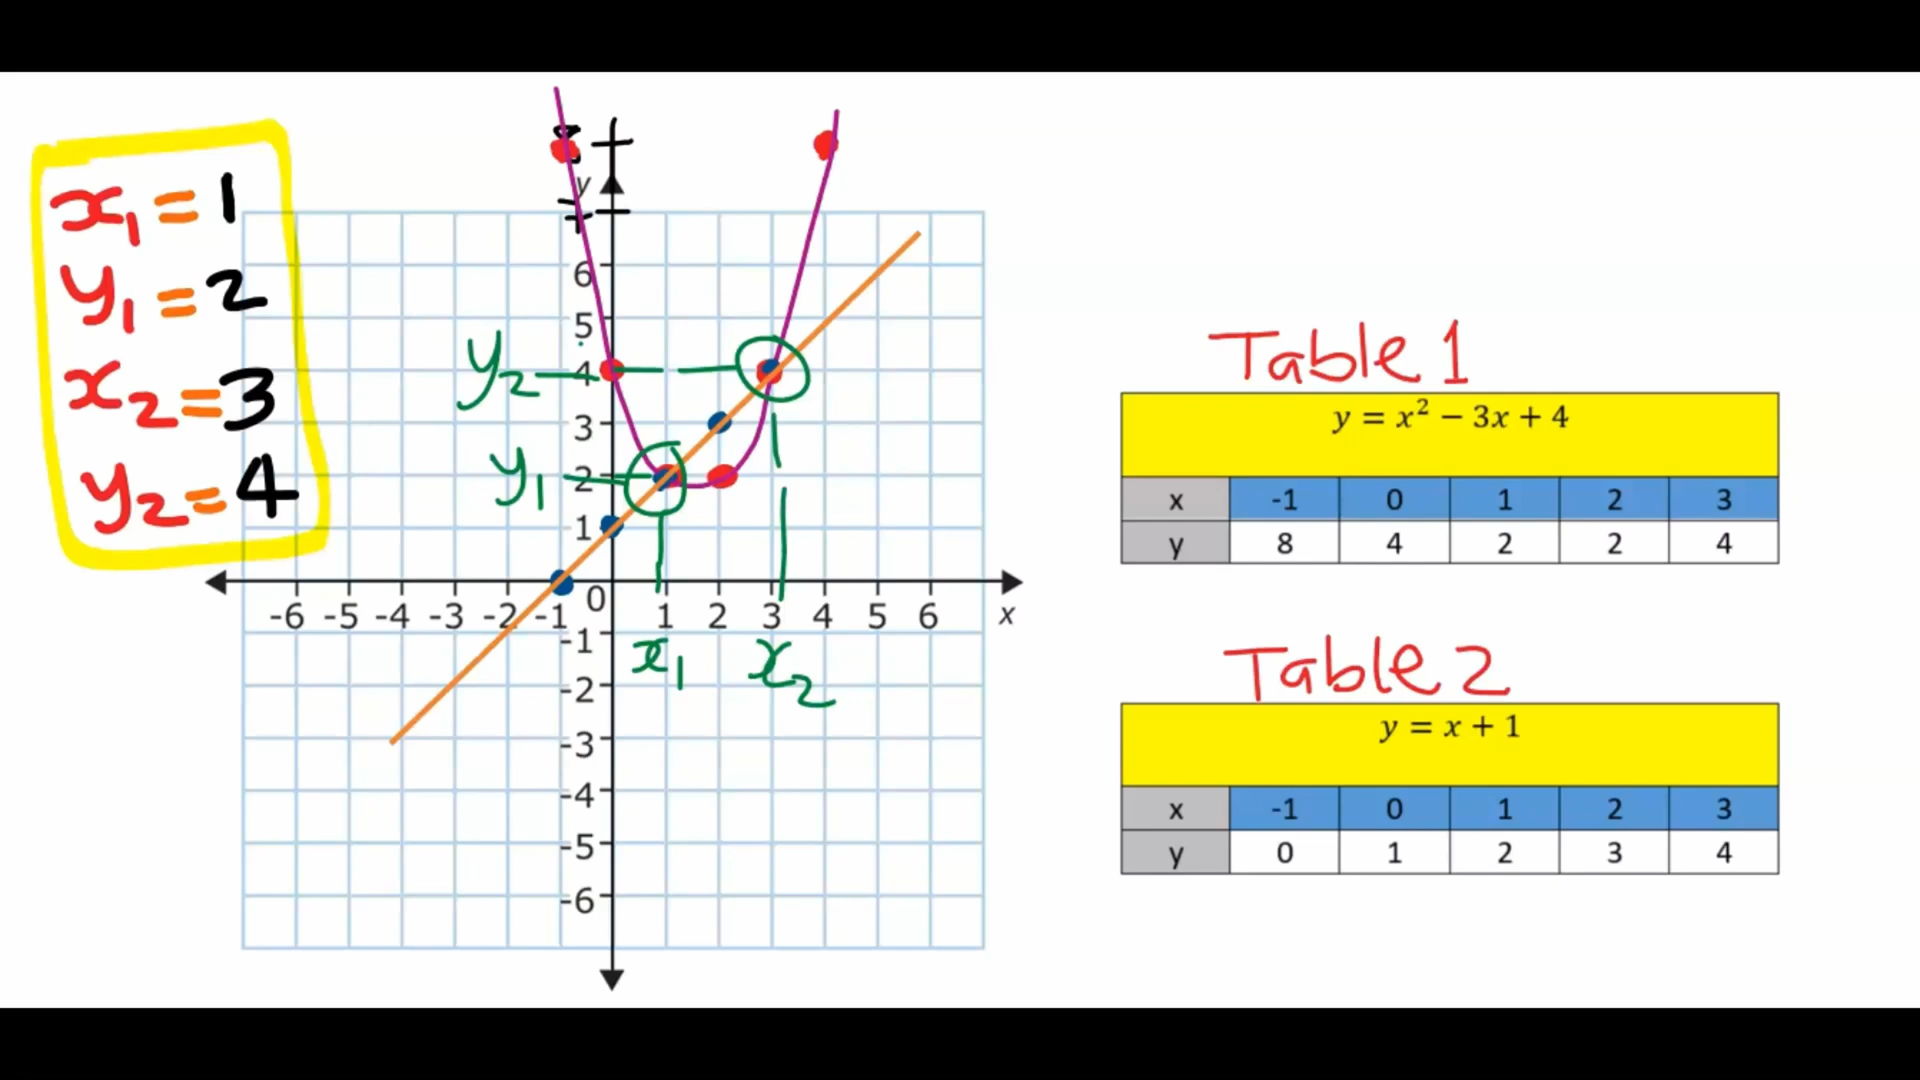 x₁ = 1
y₁ = 2
x₂ = 3
y₂ = 4
8
y
7
6
5
y₂ 4
3
y₁ 2
1
-6 -5 -4 -3 -2 -1 0 1 2 3 4 5 6 x
x₁ x₂
-1
-2
-3
-4
-5
-6
Table 1
y = x² − 3x + 4
x -1 0 1 2 3
y 8 4 2 2 4
Table 2
y = x + 1
x -1 0 1 2 3
y 0 1 2 3 4